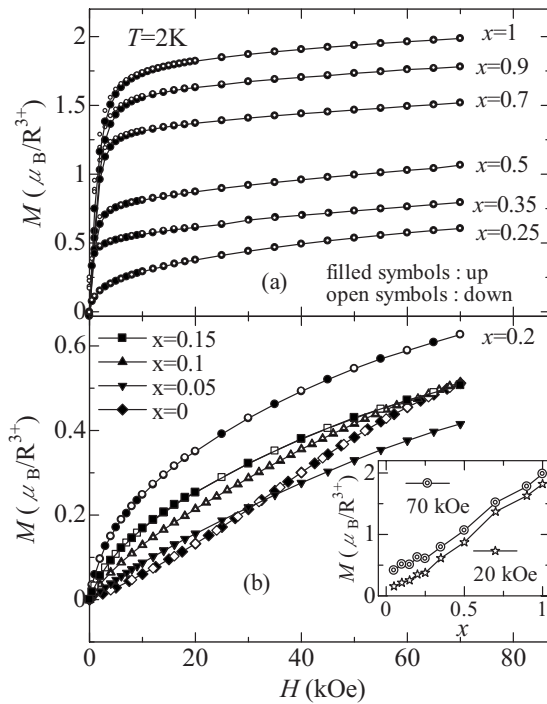 T=2K
2
1.5
1
0.5
0
M (μB/R3+)
x=1
x=0.9
x=0.7
x=0.5
x=0.35
x=0.25
(a)
filled symbols : up
open symbols : down
0.6
0.4
0.2
0
M (μB/R3+)
x=0.15
x=0.1
x=0.05
x=0
x=0.2
(b)
2
1
0
M (μB/R3+)
70 kOe
20 kOe
0 0.5 1
x
0 20 40 60 80
H (kOe)